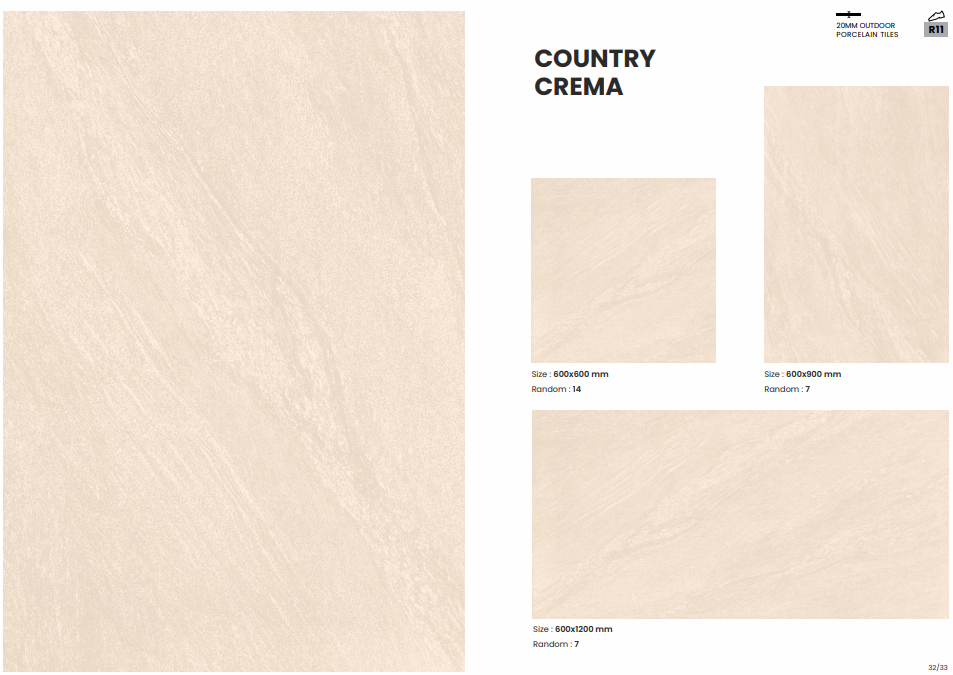 20MM OUTDOOR
PORCELAIN TILES
R11
COUNTRY
CREMA
Size : 600x600 mm
Random : 14
Size : 600x900 mm
Random : 7
Size : 600x1200 mm
Random : 7
32/33